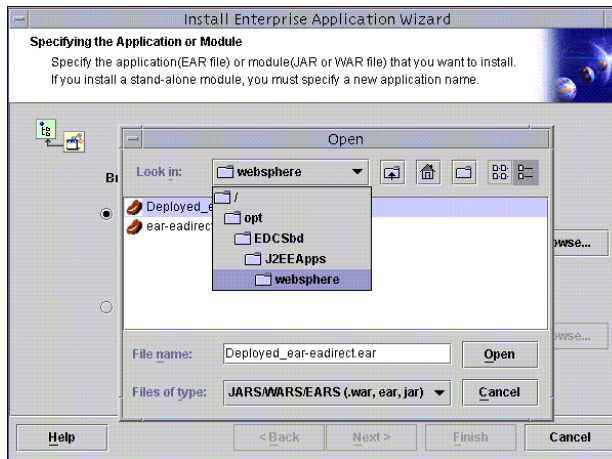 Install Enterprise Application Wizard
Specifying the Application or Module
Specify the application(EAR file) or module(JAR or WAR file) that you want to install.
If you install a stand-alone module, you must specify a new application name.
Open
Look in:
websphere
/
opt
EDCSbd
J2EEApps
websphere
Deployed_e
ear-eadirect
File name:
Deployed_ear-eadirect.ear
Open
Files of type:
JARS/WARS/EARS (.war, ear, jar)
Cancel
Br
wse...
wse...
Help
< Back
Next >
Finish
Cancel